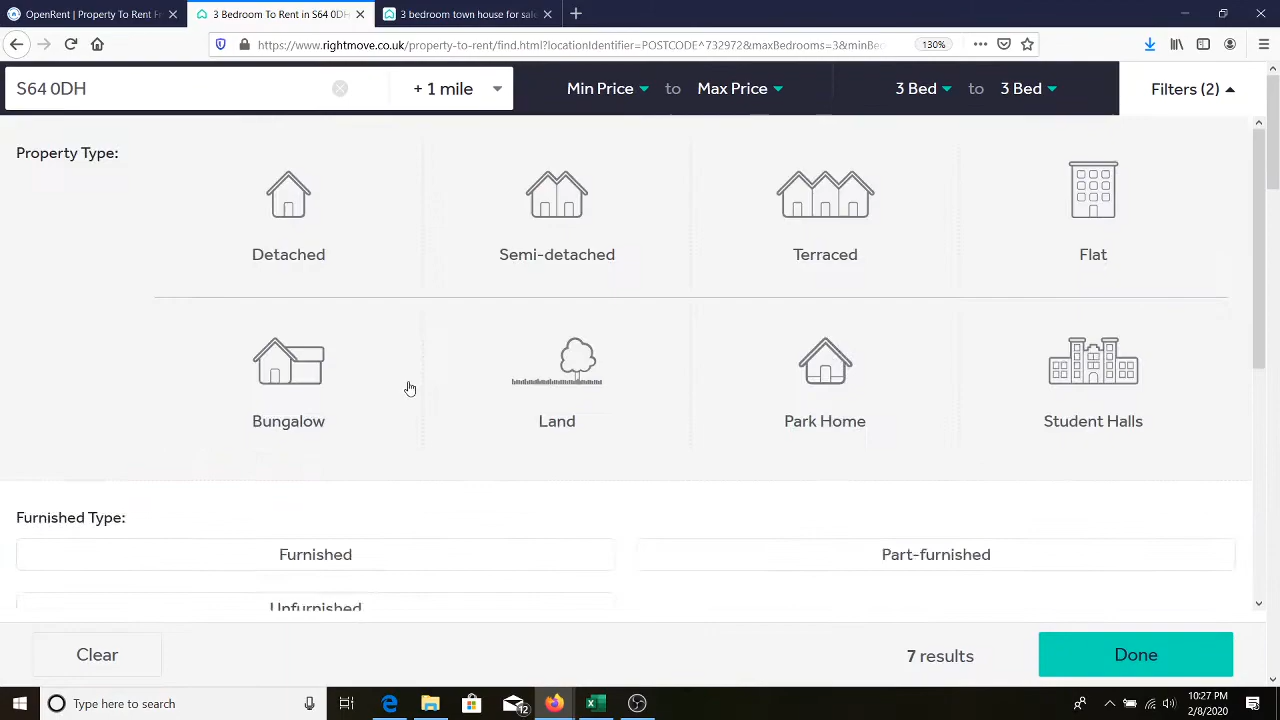 OpenRent | Property To Rent Fr
3 Bedroom To Rent in S64 0DH
3 bedroom town house for sale
https://www.rightmove.co.uk/property-to-rent/find.html?locationIdentifier=POSTCODE^733972&maxBedrooms=3&minBe
130%
S64 0DH
+ 1 mile
Min Price to Max Price
3 Bed to 3 Bed
Filters (2)
Property Type:
Detached
Semi-detached
Terraced
Flat
Bungalow
Land
Park Home
Student Halls
Furnished Type:
Furnished
Part-furnished
Unfurnished
Clear
7 results
Done
Type here to search
12
10:27 PM
2/8/2020